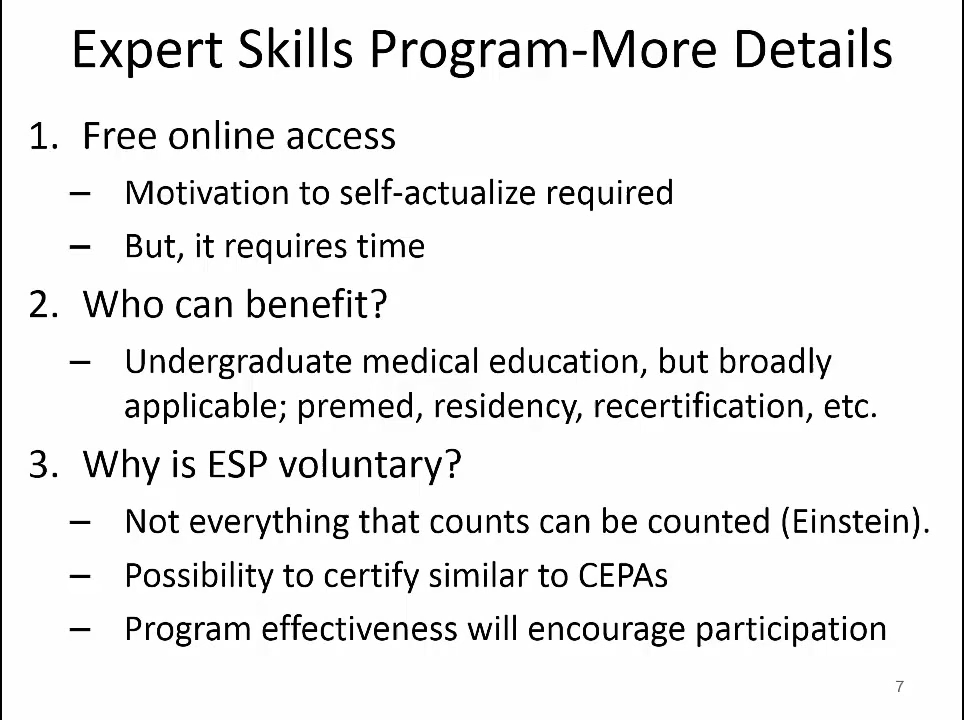 Expert Skills Program-More Details
1. Free online access
– Motivation to self-actualize required
– But, it requires time
2. Who can benefit?
– Undergraduate medical education, but broadly
applicable; premed, residency, recertification, etc.
3. Why is ESP voluntary?
– Not everything that counts can be counted (Einstein).
– Possibility to certify similar to CEPAs
– Program effectiveness will encourage participation
7